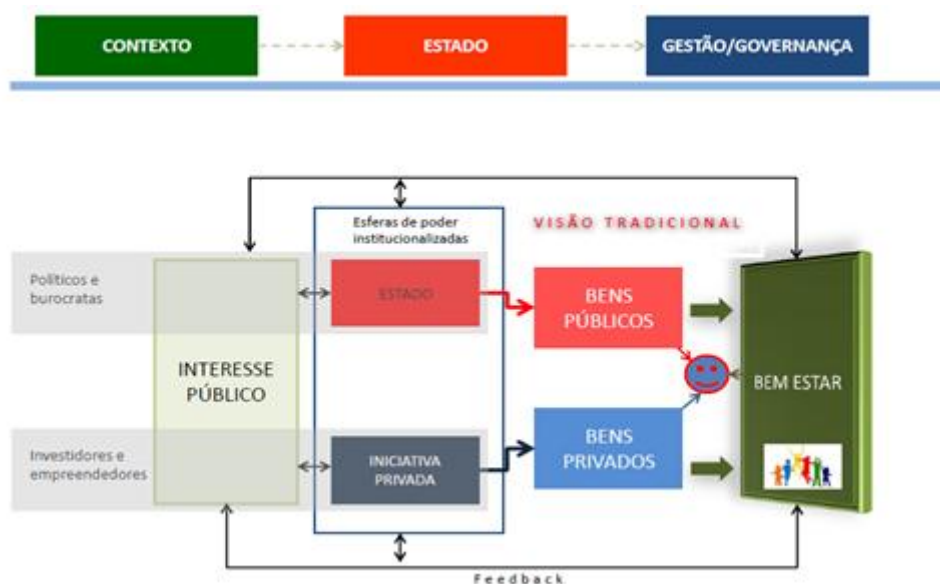 CONTEXTO
ESTADO
GESTÃO/GOVERNANÇA
Esferas de poder
institucionalizadas
VISÃO TRADICIONAL
Políticos e
burocratas
ESTADO
BENS
PÚBLICOS
INTERESSE
PÚBLICO
BEM ESTAR
Investidores e
empreendedores
INICIATIVA
PRIVADA
BENS
PRIVADOS
Feedback